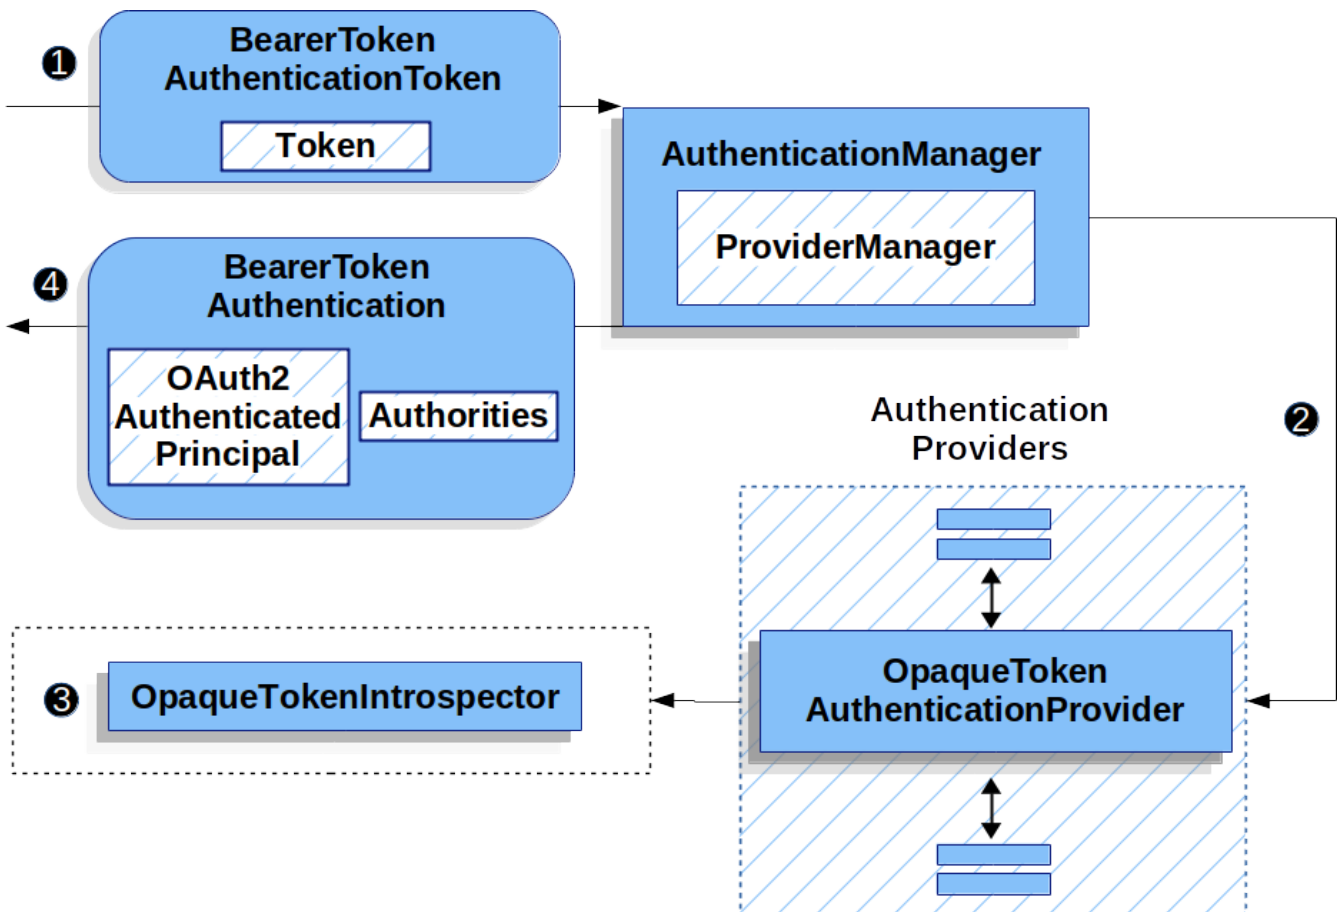 1
BearerToken
AuthenticationToken
Token
AuthenticationManager
ProviderManager
4
BearerToken
Authentication
OAuth2
Authenticated
Principal
Authorities
2
Authentication
Providers
3
OpaqueTokenIntrospector
OpaqueToken
AuthenticationProvider